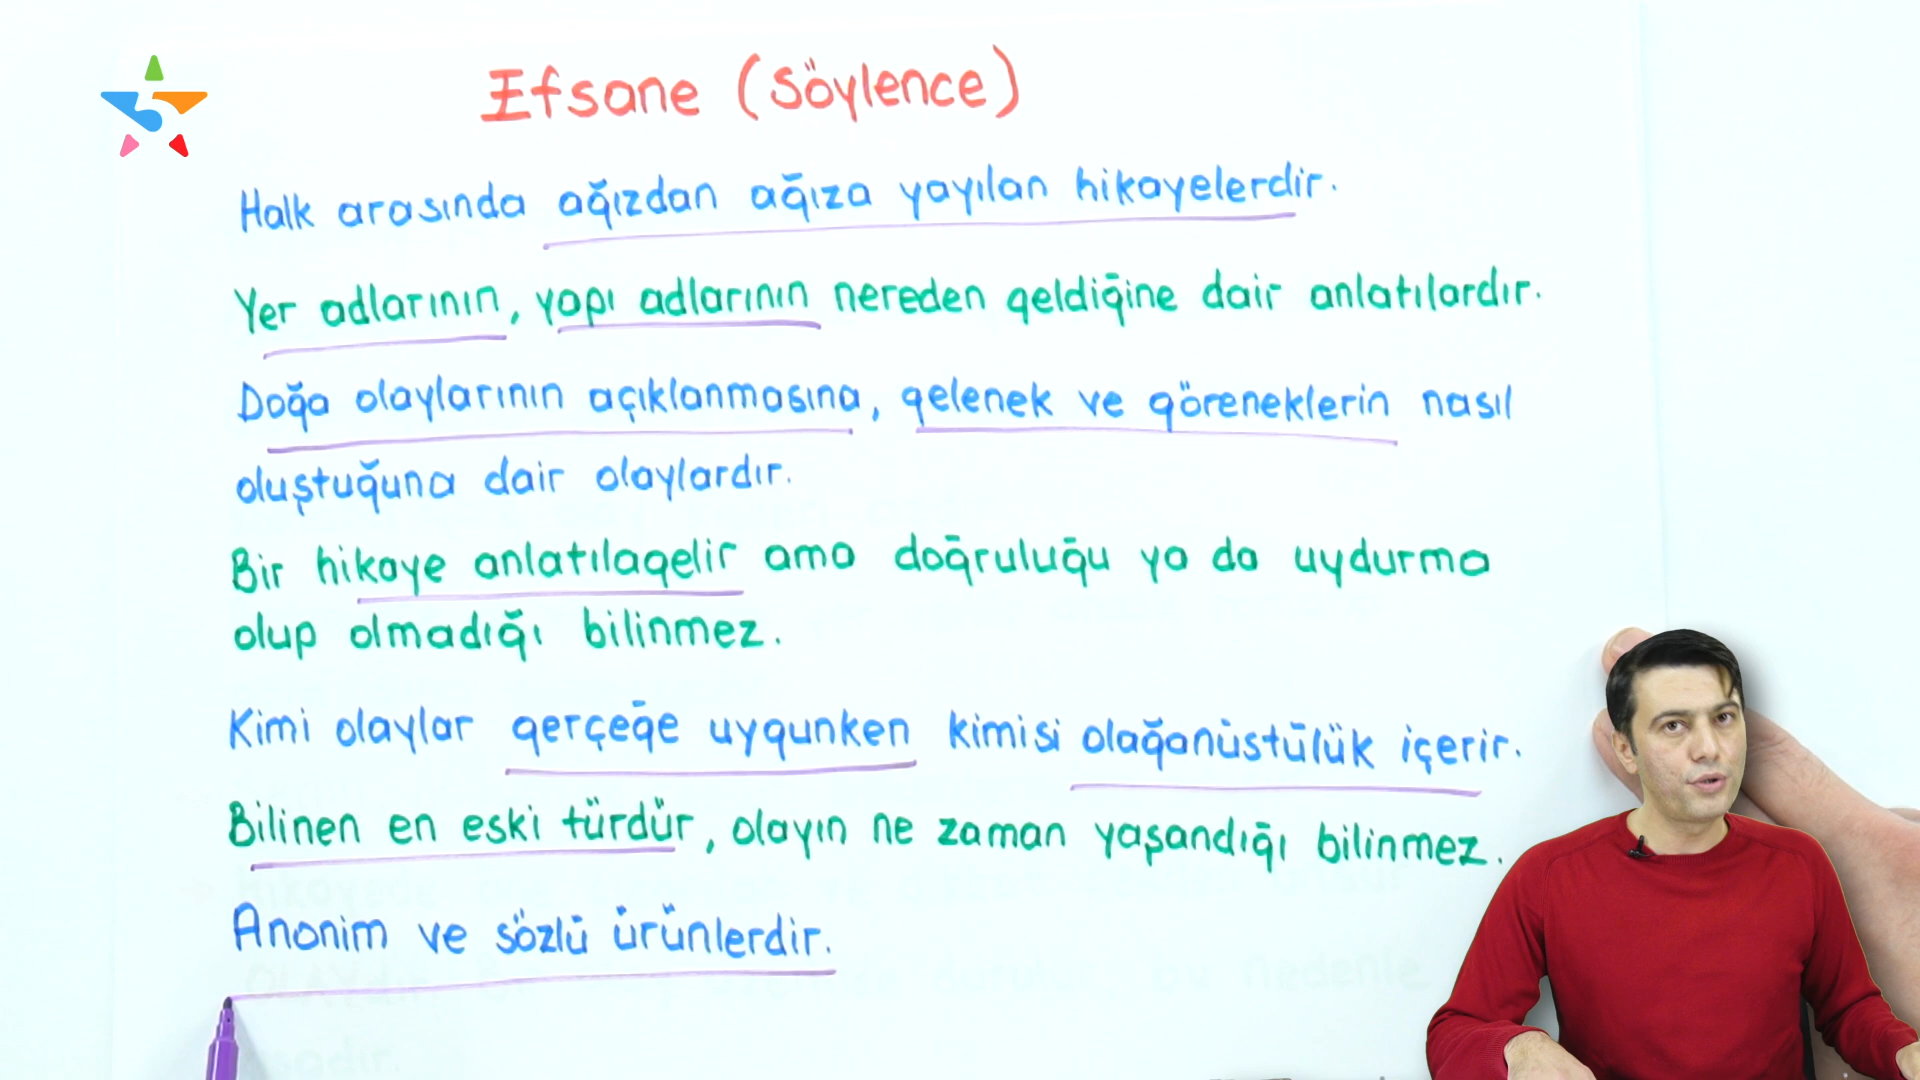 Efsane (Söylence)
Halk arasında ağızdan ağıza yayılan hikayelerdir.
Yer adlarının, yapı adlarının nereden geldiğine dair anlatılardır.
Doğa olaylarının açıklanmasına, gelenek ve göreneklerin nasıl
oluştuğuna dair olaylardır.
Bir hikaye anlatılagelir ama doğruluğu ya da uydurma
olup olmadığı bilinmez.
Kimi olaylar gerçeğe uygunken kimisi olağanüstülük içerir.
Bilinen en eski türdür, olayın ne zaman yaşandığı bilinmez.
Anonim ve sözlü ürünlerdir.